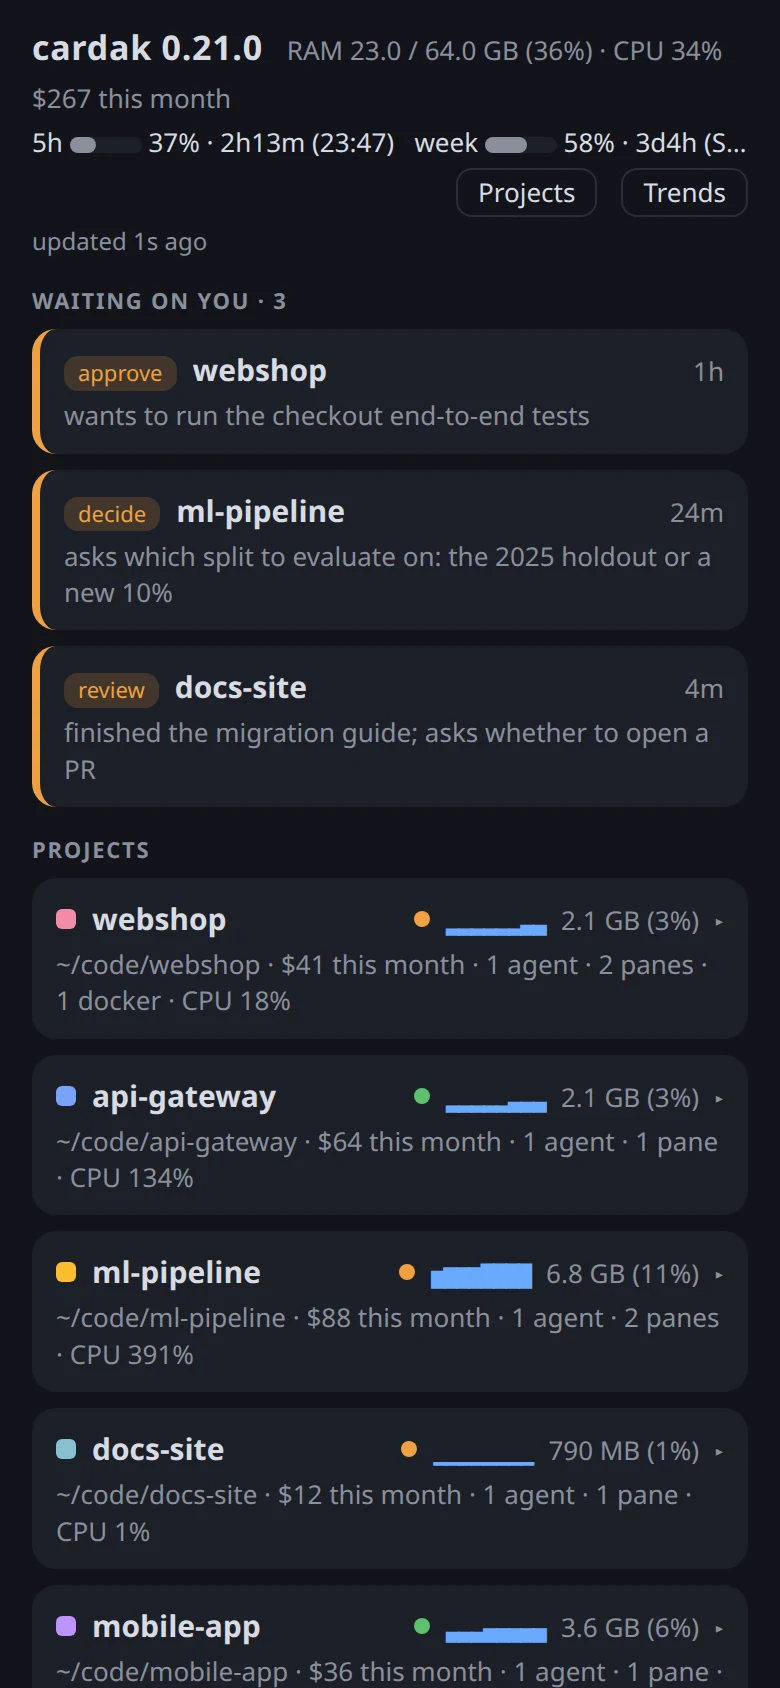 cardak 0.21.0 RAM 23.0 / 64.0 GB (36%) · CPU 34%
$267 this month
5h 37% · 2h13m (23:47) week 58% · 3d4h (S…
Projects Trends
updated 1s ago
WAITING ON YOU · 3
approve webshop 1h
wants to run the checkout end-to-end tests
decide ml-pipeline 24m
asks which split to evaluate on: the 2025 holdout or a
new 10%
review docs-site 4m
finished the migration guide; asks whether to open a
PR
PROJECTS
webshop 2.1 GB (3%) ▸
~/code/webshop · $41 this month · 1 agent · 2 panes ·
1 docker · CPU 18%
api-gateway 2.1 GB (3%) ▸
~/code/api-gateway · $64 this month · 1 agent · 1 pane
· CPU 134%
ml-pipeline 6.8 GB (11%) ▸
~/code/ml-pipeline · $88 this month · 1 agent · 2 panes
· CPU 391%
docs-site 790 MB (1%) ▸
~/code/docs-site · $12 this month · 1 agent · 1 pane ·
CPU 1%
mobile-app 3.6 GB (6%) ▸
~/code/mobile-app · $36 this month · 1 agent · 1 pane ·